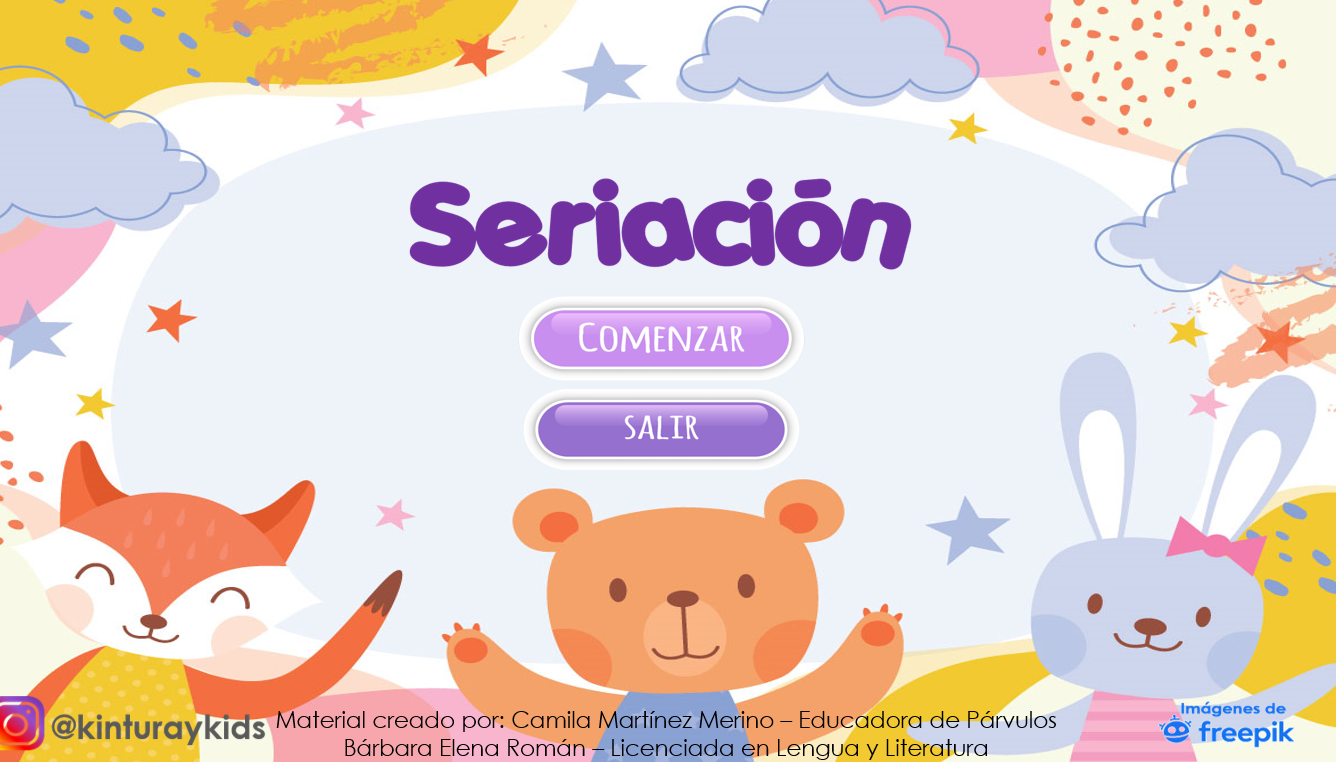 Seriación
COMENZAR
SALIR
@kinturaykids
Material creado por: Camila Martínez Merino – Educadora de Párvulos
Bárbara Elena Román – Licenciada en Lengua y Literatura
Imágenes de
freepik